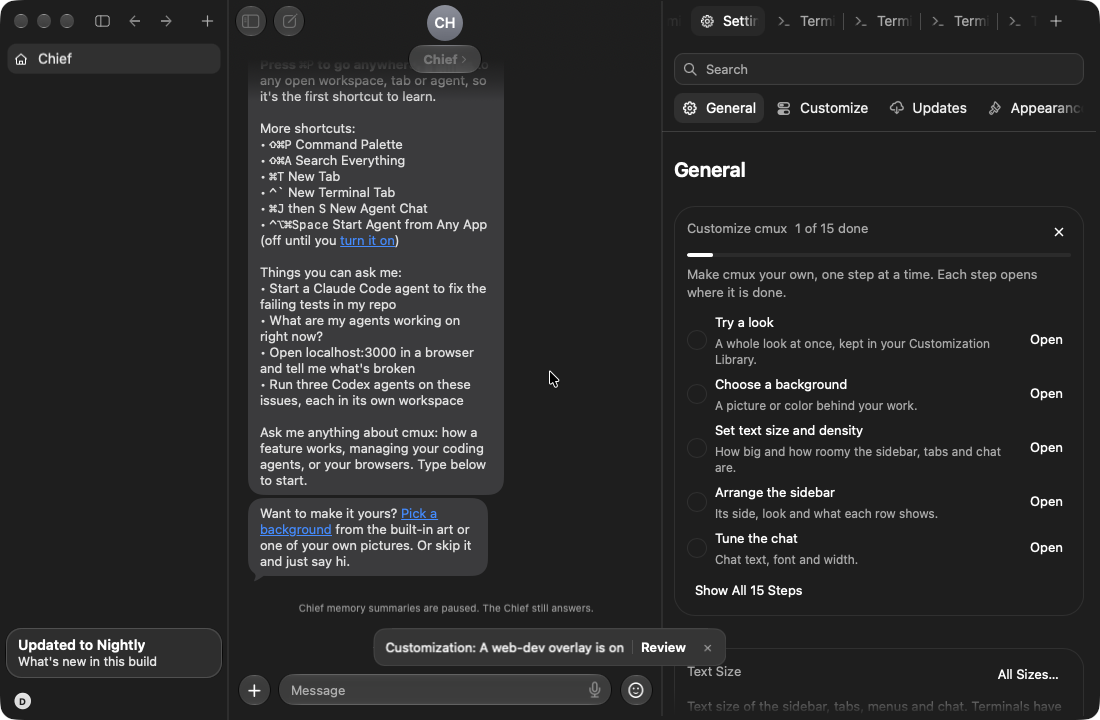 Chief
Updated to Nightly
What's new in this build
D
CH
Chief ›
Press ⌘P to go anywhere
any open workspace, tab or agent, so
it's the first shortcut to learn.
More shortcuts:
• ⇧⌘P Command Palette
• ⇧⌘A Search Everything
• ⌘T New Tab
• ^` New Terminal Tab
• ⌘J then S New Agent Chat
• ^⌥⌘Space Start Agent from Any App
(off until you turn it on)
Things you can ask me:
• Start a Claude Code agent to fix the
failing tests in my repo
• What are my agents working on
right now?
• Open localhost:3000 in a browser
and tell me what's broken
• Run three Codex agents on these
issues, each in its own workspace
Ask me anything about cmux: how a
feature works, managing your coding
agents, or your browsers. Type below
to start.
Want to make it yours? Pick a
background from the built-in art or
one of your own pictures. Or skip it
and just say hi.
Chief memory summaries are paused. The Chief still answers.
Customization: A web-dev overlay is on
Review
Message
Settin
Termi
Termi
Termi
Search
General
Customize
Updates
Appearanc
General
Customize cmux 1 of 15 done
Make cmux your own, one step at a time. Each step opens
where it is done.
Try a look
A whole look at once, kept in your Customization
Library.
Open
Choose a background
A picture or color behind your work.
Open
Set text size and density
How big and how roomy the sidebar, tabs and chat
are.
Open
Arrange the sidebar
Its side, look and what each row shows.
Open
Tune the chat
Chat text, font and width.
Open
Show All 15 Steps
Text Size
All Sizes...
Text size of the sidebar, tabs, menus and chat. Terminals have